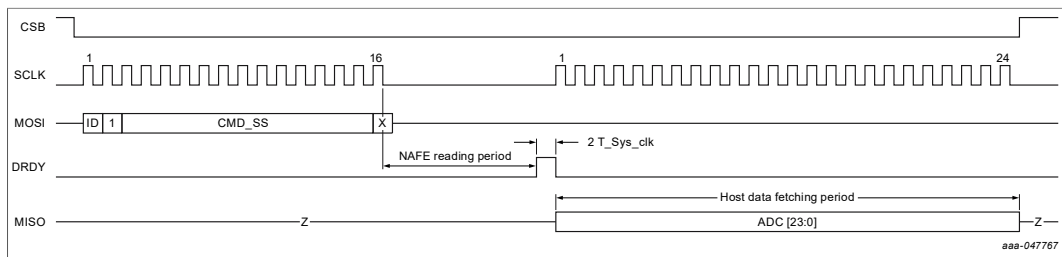 CSB
1 16 1 24
SCLK
MOSI ID 1 CMD_SS X
2 T_Sys_clk
NAFE reading period
DRDY
Host data fetching period
MISO Z ADC [23:0] Z
aaa-047767